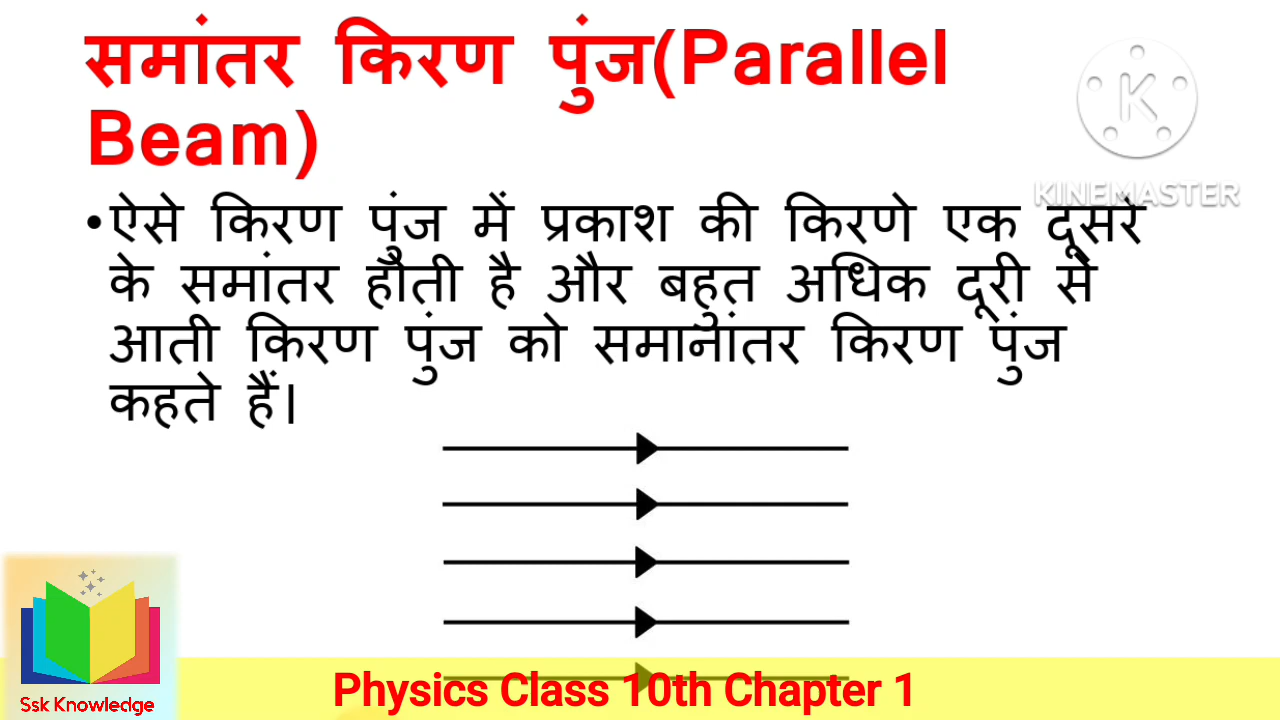 समांतर किरण पुंज(Parallel
Beam)
K
KINEMASTER
•ऐसे किरण पुंज में प्रकाश की किरणे एक दूसरे
के समांतर होती है और बहुत अधिक दूरी से
आती किरण पुंज को समानांतर किरण पुंज
कहते हैं।
Ssk Knowledge
Physics Class 10th Chapter 1